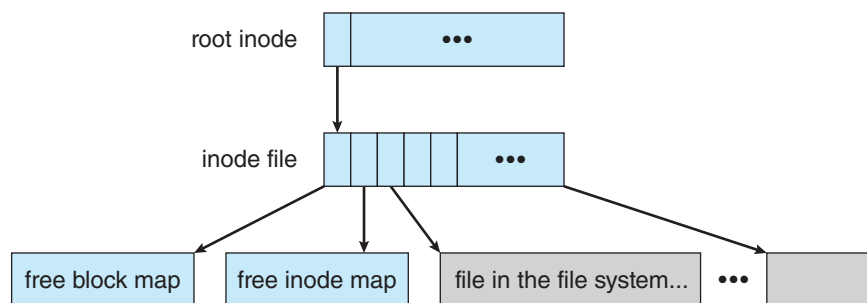 root inode
•••
inode file
•••
free block map
free inode map
file in the file system...
•••